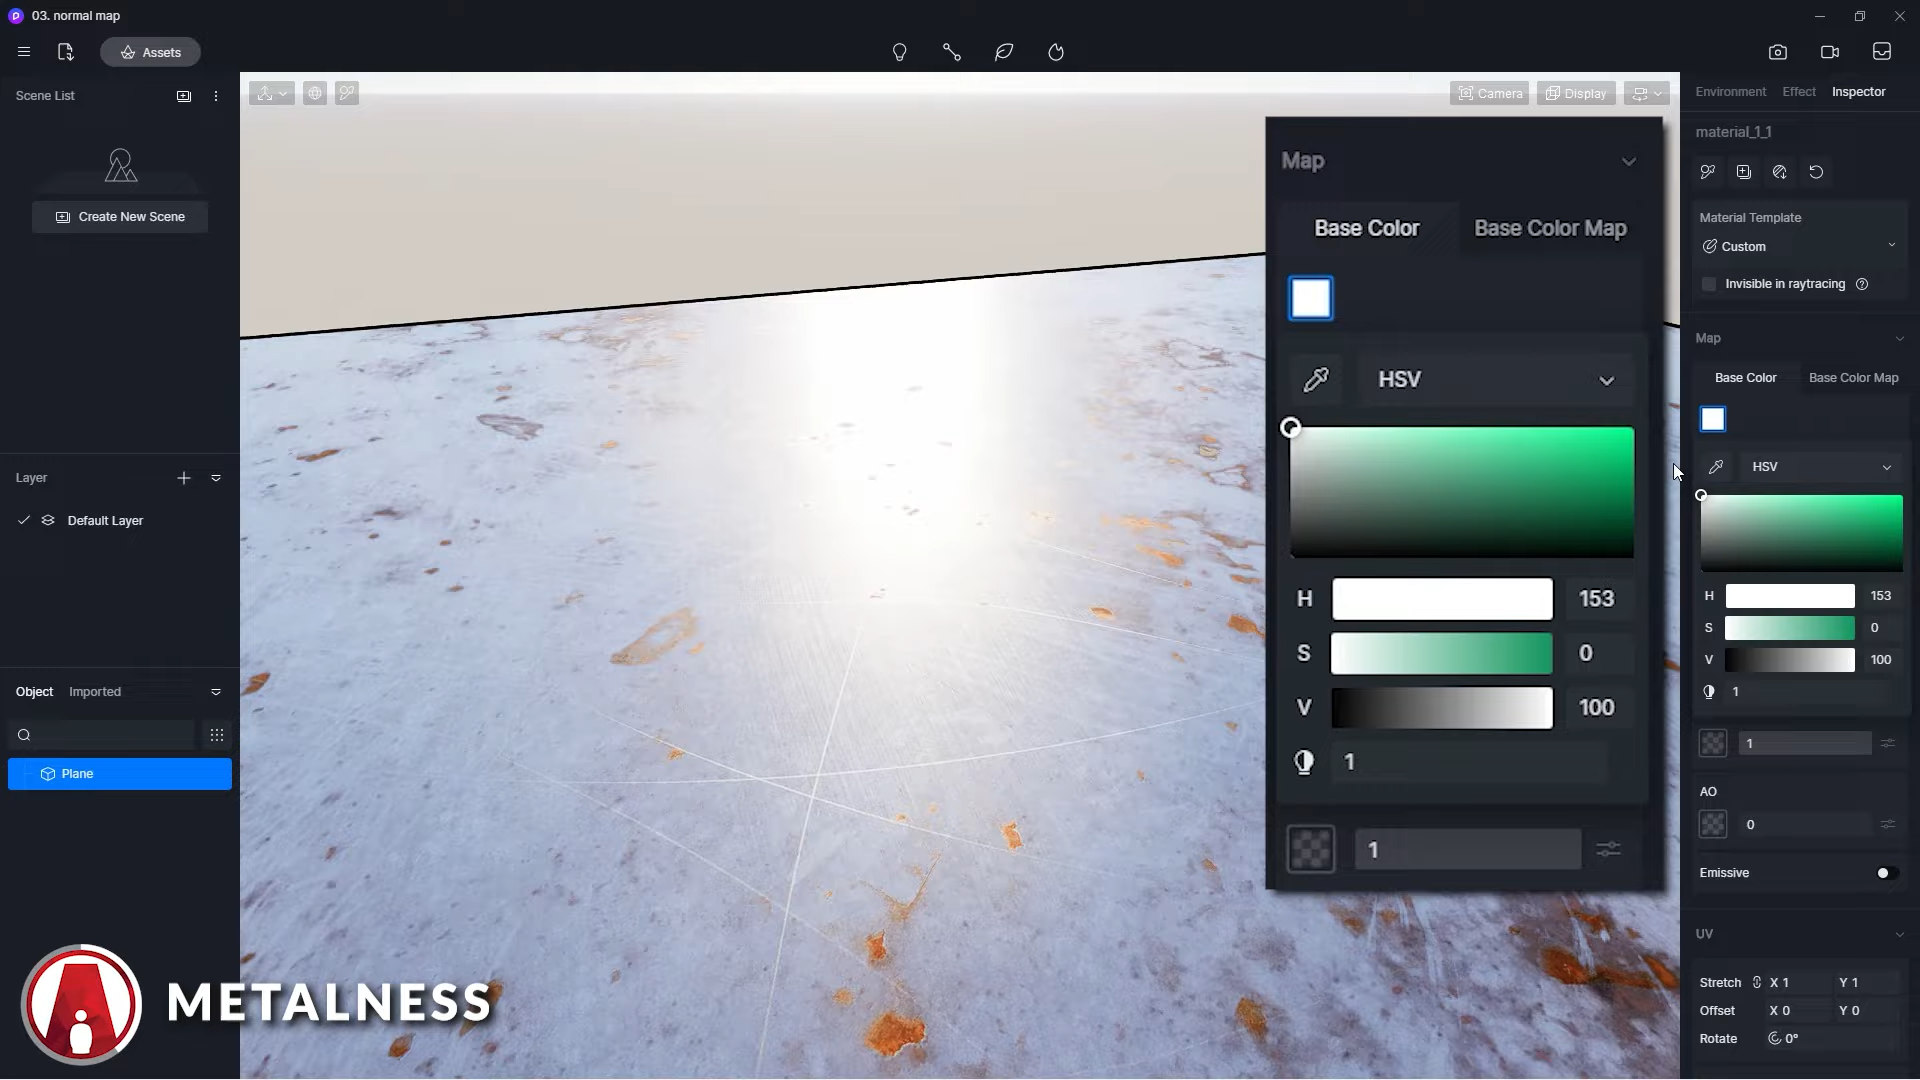 03. normal map
Assets
Scene List
Create New Scene
Layer
Default Layer
Object
Imported
Plane
METALNESS
Camera
Display
Map
Base Color
Base Color Map
HSV
H 153
S 0
V 100
1
1
Environment
Effect
Inspector
material_1_1
Material Template
Custom
Invisible in raytracing
Map
Base Color
Base Color Map
HSV
H 153
S 0
V 100
1
1
AO
0
Emissive
UV
Stretch X 1 Y 1
Offset X 0 Y 0
Rotate 0°